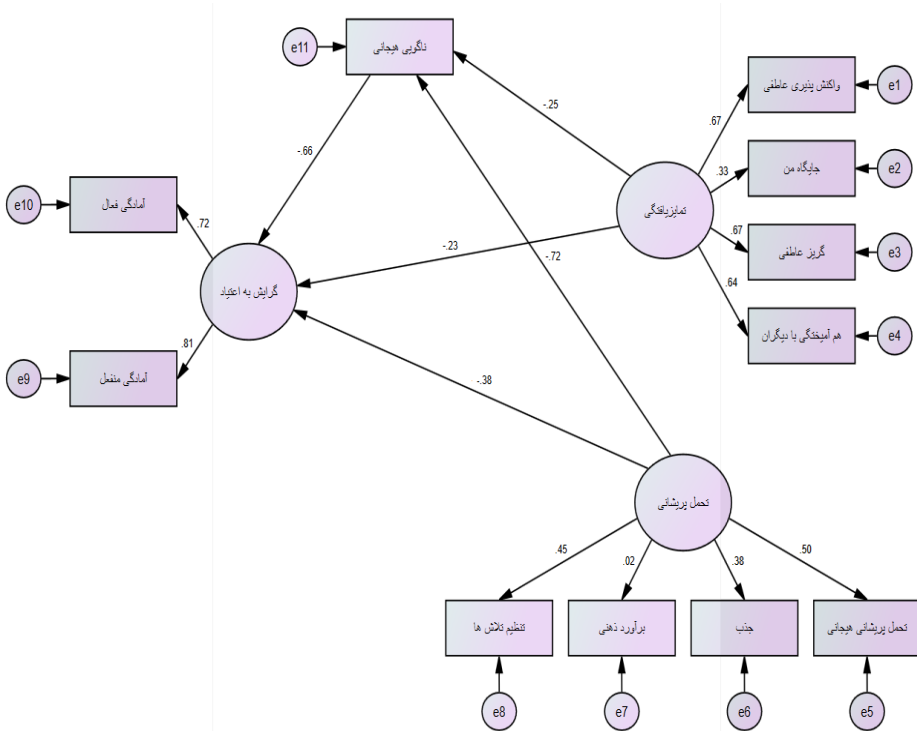 e11
ناگویی هیجانی
واکنش پذیری عاطفی
e1
-.25
.67
-.66
جایگاه من
e2
.33
e10
آمادگی فعال
تمایزیافتگی
.72
گریز عاطفی
e3
.67
-.23
-.72
.64
گرایش به اعتیاد
هم آمیختگی با دیگران
e4
.81
e9
آمادگی منفعل
-.38
تحمل پریشانی
.45
.02
.38
.50
تنظیم تلاش ها
برآورد ذهنی
جذب
تحمل پریشانی هیجانی
e8
e7
e6
e5